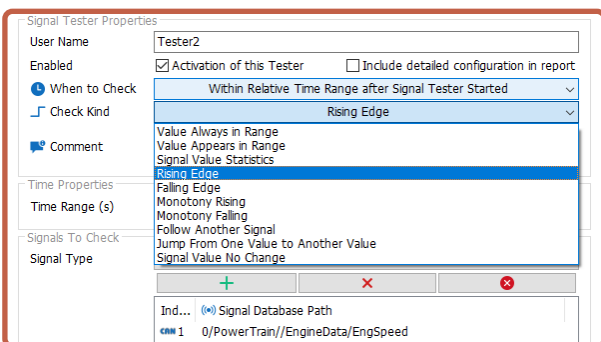 Signal Tester Properties
User Name Tester2
Enabled Activation of this Tester Include detailed configuration in report
When to Check Within Relative Time Range after Signal Tester Started
Check Kind Rising Edge
Value Always in Range
Value Appears in Range
Comment
Signal Value Statistics
Rising Edge
Time Properties
Falling Edge
Monotony Rising
Time Range (s)
Monotony Falling
Follow Another Signal
Signals To Check
Jump From One Value to Another Value
Signal Type
Signal Value No Change
Ind... Signal Database Path
CAN 1 0/PowerTrain//EngineData/EngSpeed